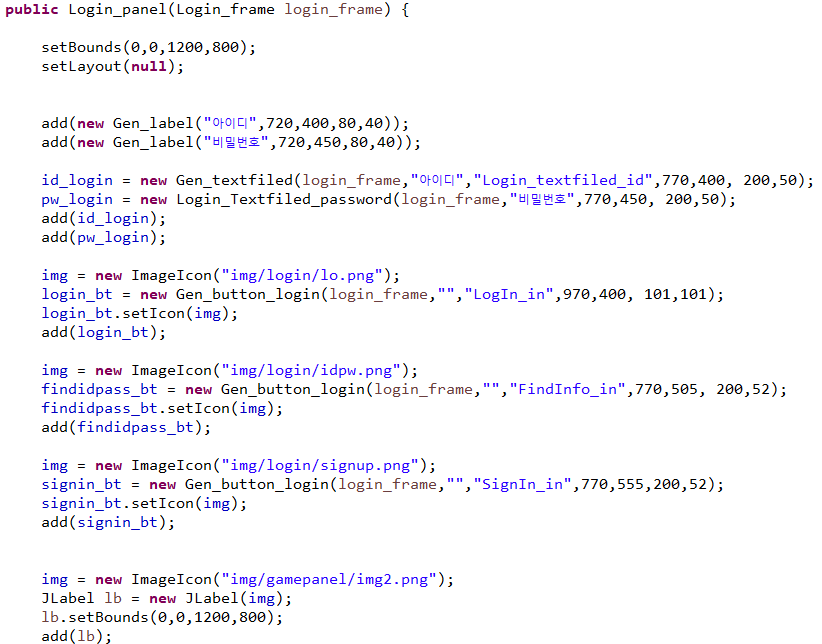 public Login_panel(Login_frame login_frame) {
setBounds(0,0,1200,800);
setLayout(null);
add(new Gen_label("아이디",720,400,80,40));
add(new Gen_label("비밀번호",720,450,80,40));
id_login = new Gen_textfiled(login_frame,"아이디","Login_textfiled_id",770,400, 200,50);
pw_login = new Login_Textfiled_password(login_frame,"비밀번호",770,450, 200,50);
add(id_login);
add(pw_login);
img = new ImageIcon("img/login/lo.png");
login_bt = new Gen_button_login(login_frame,"","LogIn_in",970,400, 101,101);
login_bt.setIcon(img);
add(login_bt);
img = new ImageIcon("img/login/idpw.png");
findidpass_bt = new Gen_button_login(login_frame,"","FindInfo_in",770,505, 200,52);
findidpass_bt.setIcon(img);
add(findidpass_bt);
img = new ImageIcon("img/login/signup.png");
signin_bt = new Gen_button_login(login_frame,"","SignIn_in",770,555,200,52);
signin_bt.setIcon(img);
add(signin_bt);
img = new ImageIcon("img/gamepanel/img2.png");
JLabel lb = new JLabel(img);
lb.setBounds(0,0,1200,800);
add(lb);